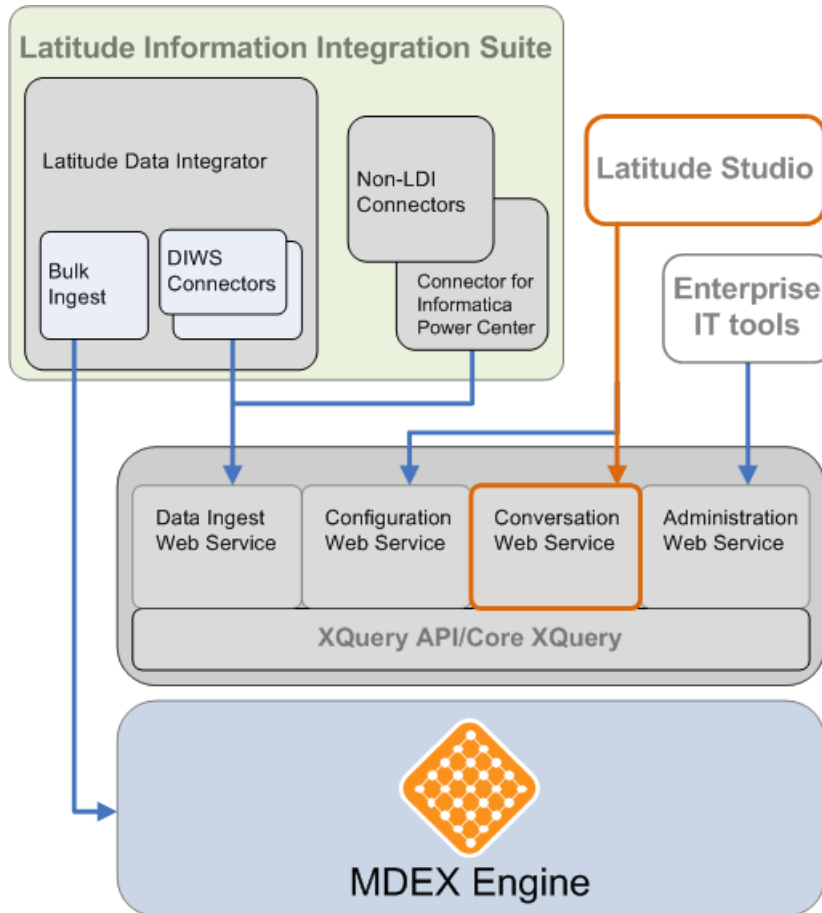 Latitude Information Integration Suite
Latitude Data Integrator
Bulk
Ingest
DIWS
Connectors
Non-LDI
Connectors
Connector for
Informatica
Power Center
Latitude Studio
Enterprise
IT tools
Data Ingest
Web Service
Configuration
Web Service
Conversation
Web Service
Administration
Web Service
XQuery API/Core XQuery
MDEX Engine